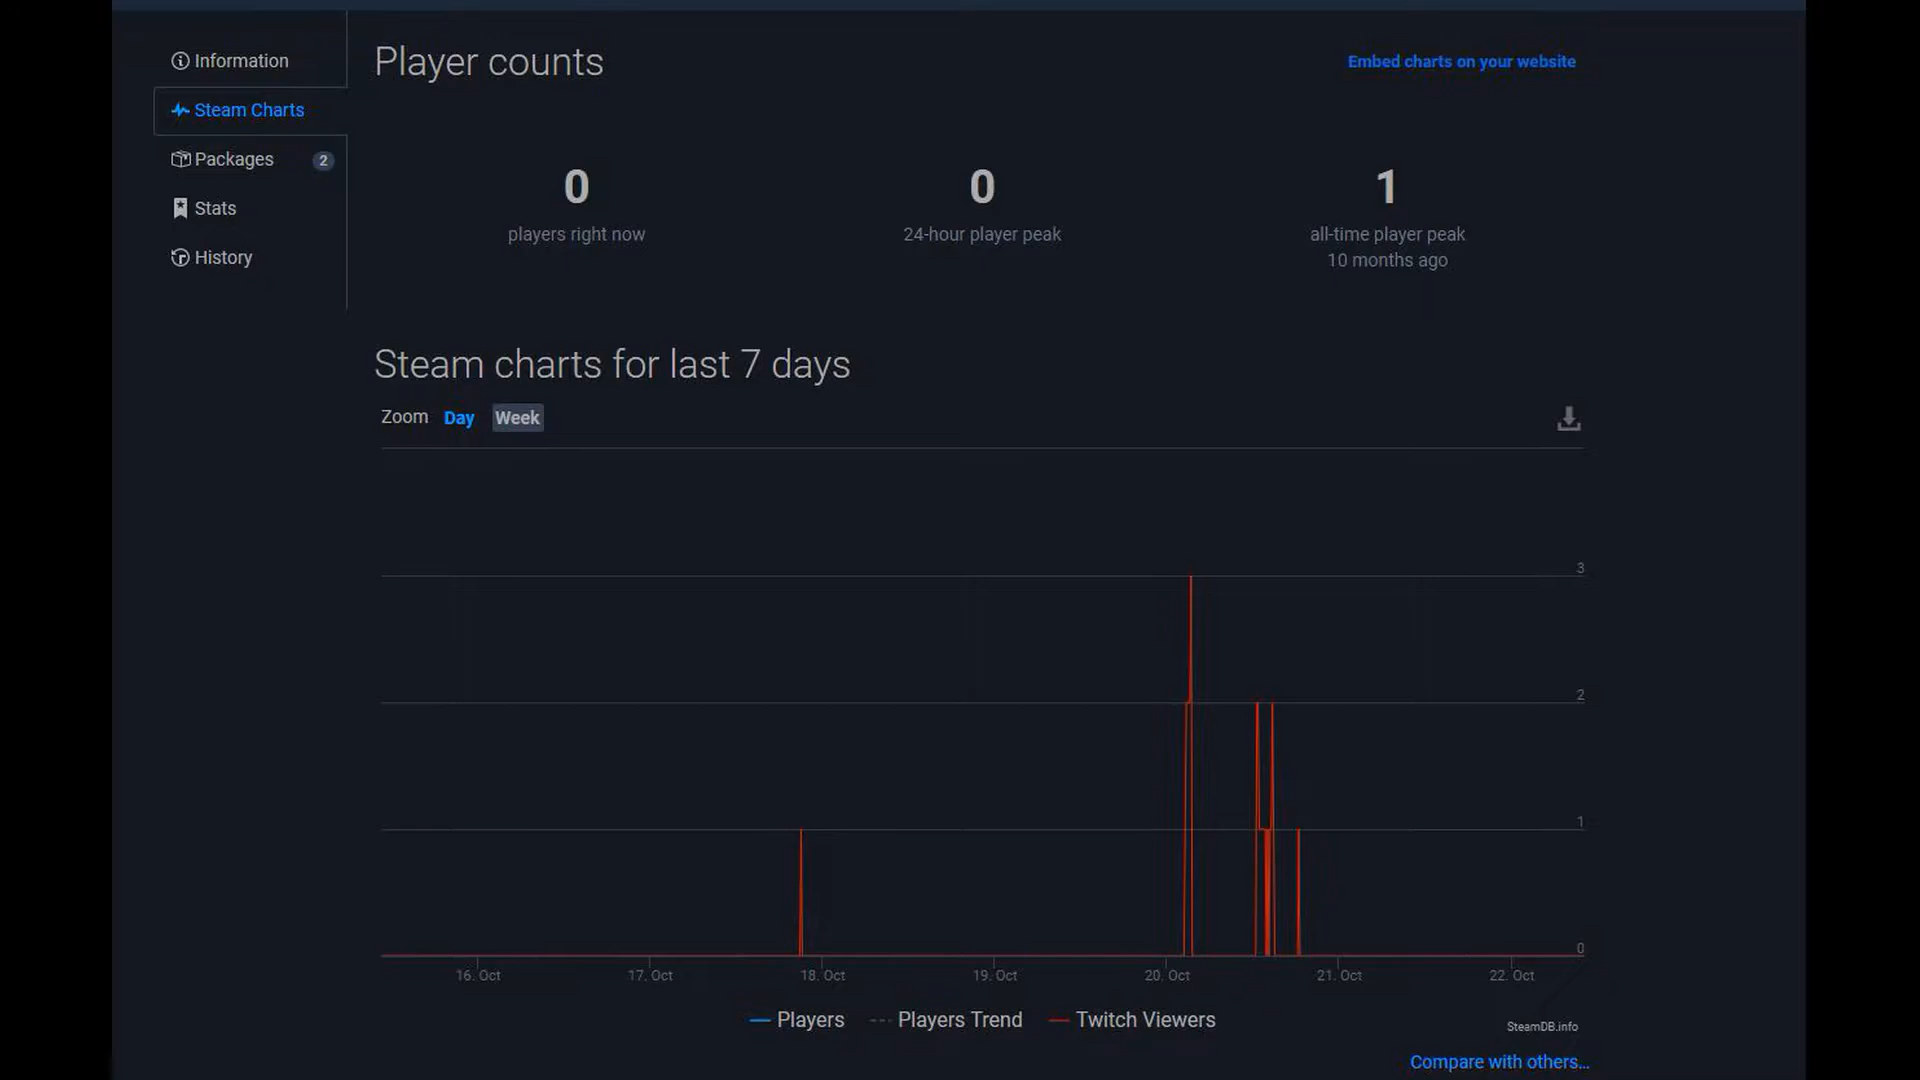 Information
Steam Charts
Packages 2
Stats
History
Player counts
Embed charts on your website
0
players right now
0
24-hour player peak
1
all-time player peak
10 months ago
Steam charts for last 7 days
Zoom Day Week
3
2
1
0
16. Oct 17. Oct 18. Oct 19. Oct 20. Oct 21. Oct 22. Oct
Players Players Trend Twitch Viewers
SteamDB.info
Compare with others...